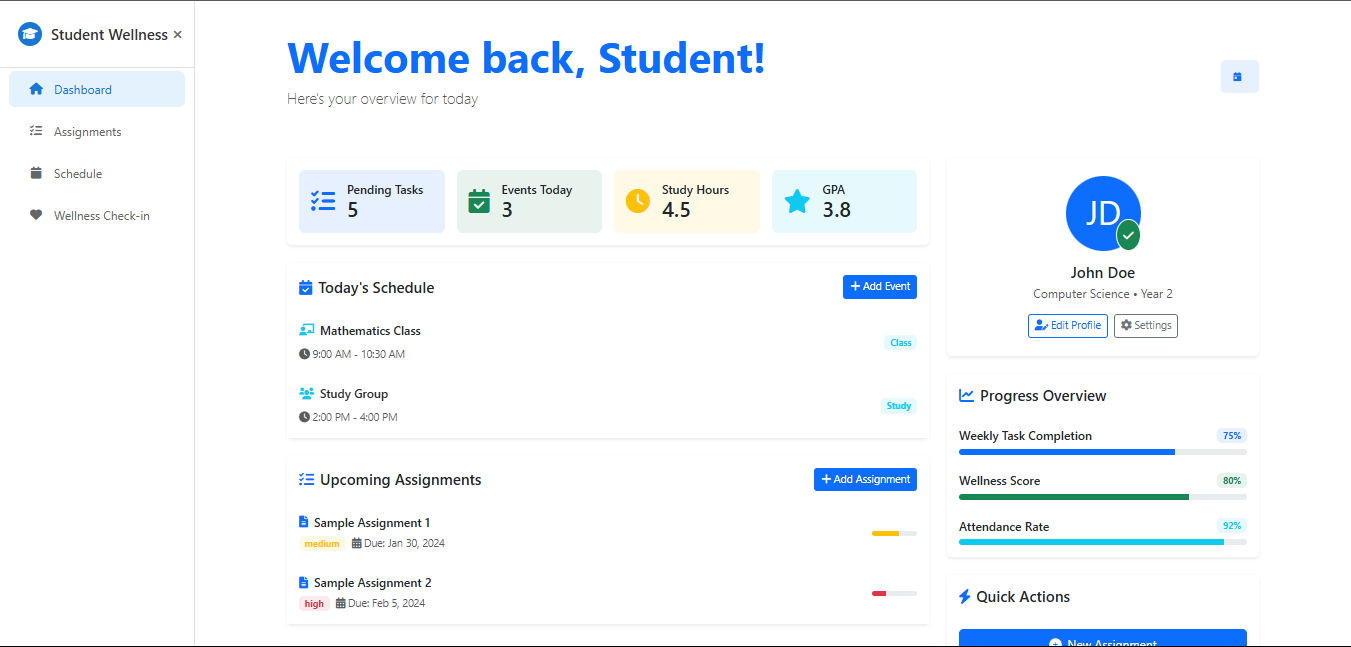 Student Wellness ×
Dashboard
Assignments
Schedule
Wellness Check-in
Welcome back, Student!
Here's your overview for today
Pending Tasks
5
Events Today
3
Study Hours
4.5
GPA
3.8
Today's Schedule
+ Add Event
Mathematics Class
9:00 AM - 10:30 AM
Class
Study Group
2:00 PM - 4:00 PM
Study
Upcoming Assignments
+ Add Assignment
Sample Assignment 1
medium Due: Jan 30, 2024
Sample Assignment 2
high Due: Feb 5, 2024
JD
John Doe
Computer Science • Year 2
Edit Profile Settings
Progress Overview
Weekly Task Completion 75%
Wellness Score 80%
Attendance Rate 92%
Quick Actions
New Assignment